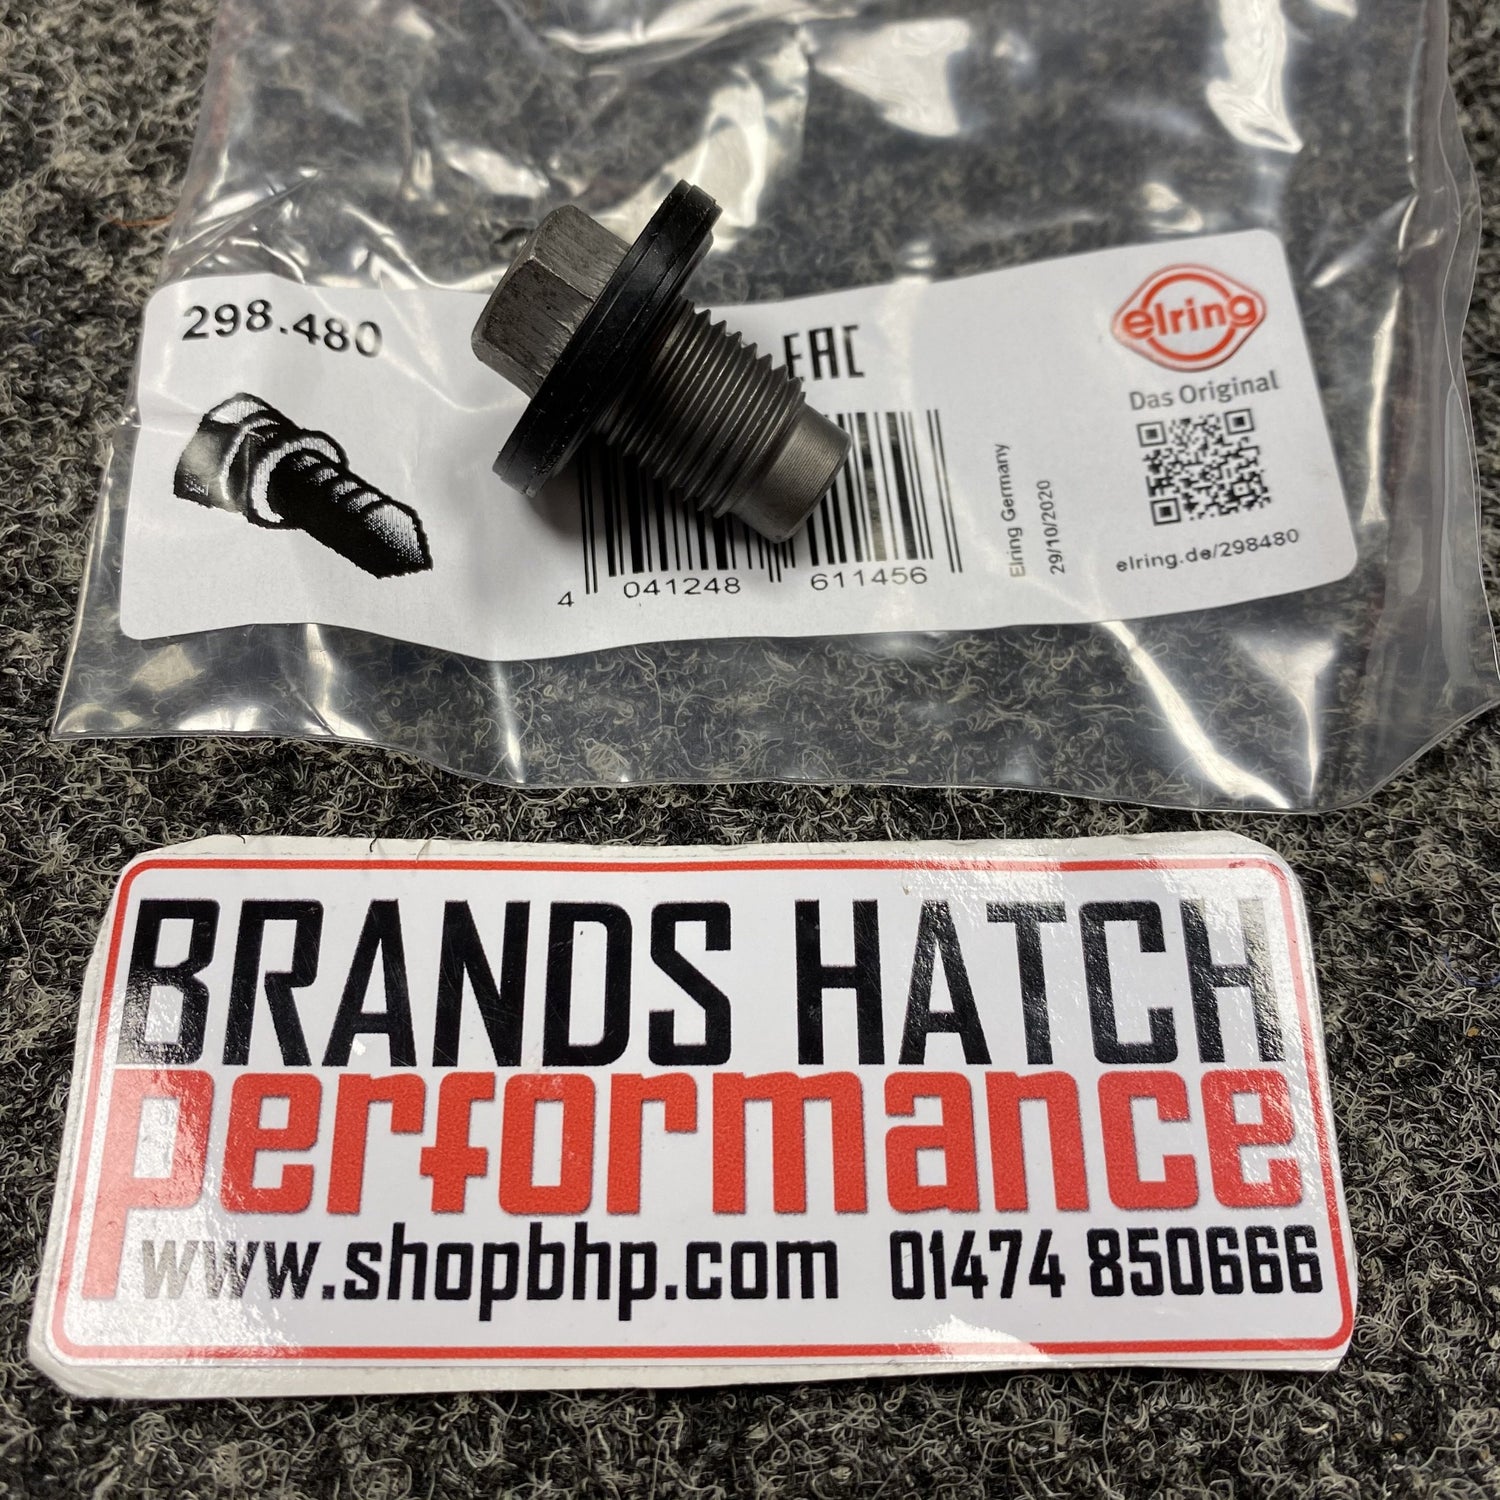 298.480
EAC
elring
Das Original
4 041248 611456
Elring Germany
29/10/2020
elring.de/298480
BRANDS HATCH
performance
www.shopbhp.com 01474 850666